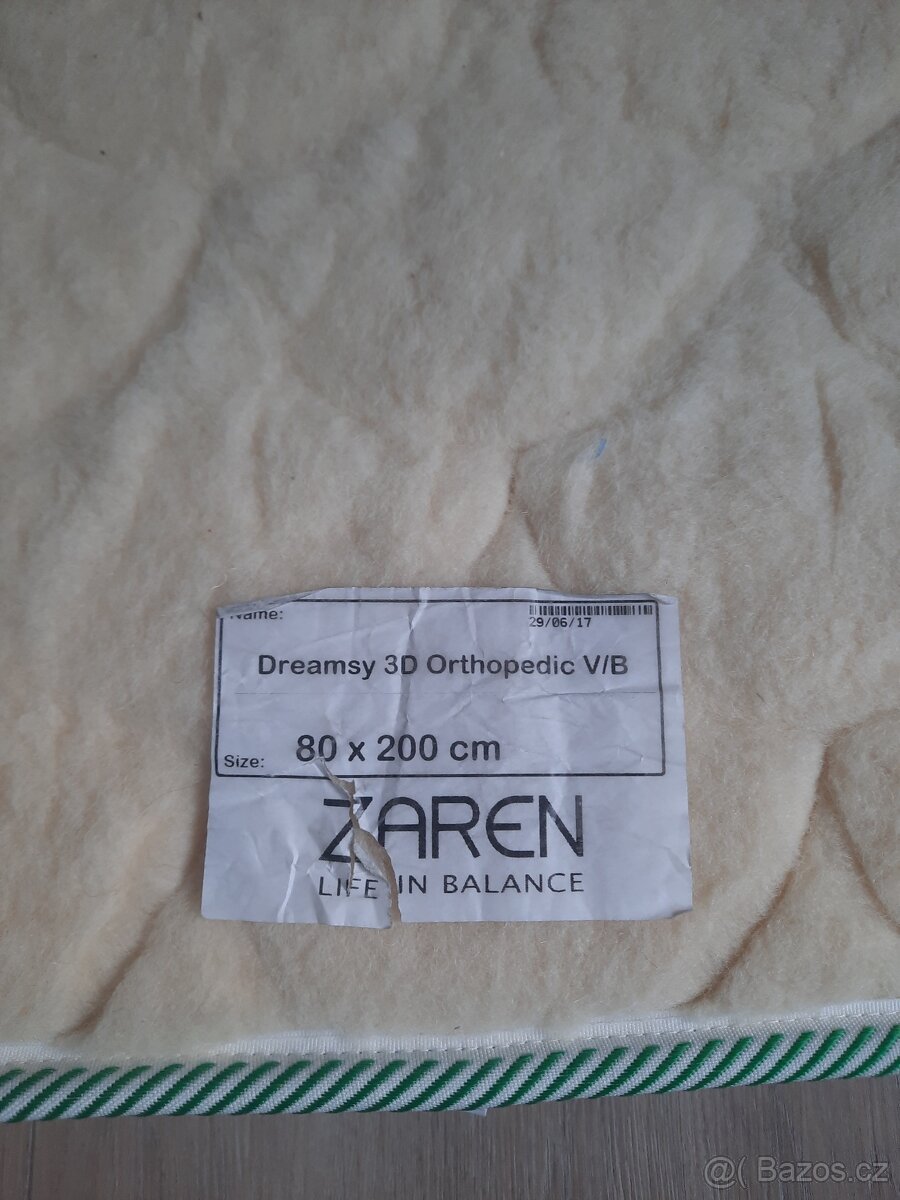 Name:
29/06/17
Dreamsy 3D Orthopedic V/B
Size: 80 x 200 cm
ZAREN
LIFE IN BALANCE
@( Bazos.cz